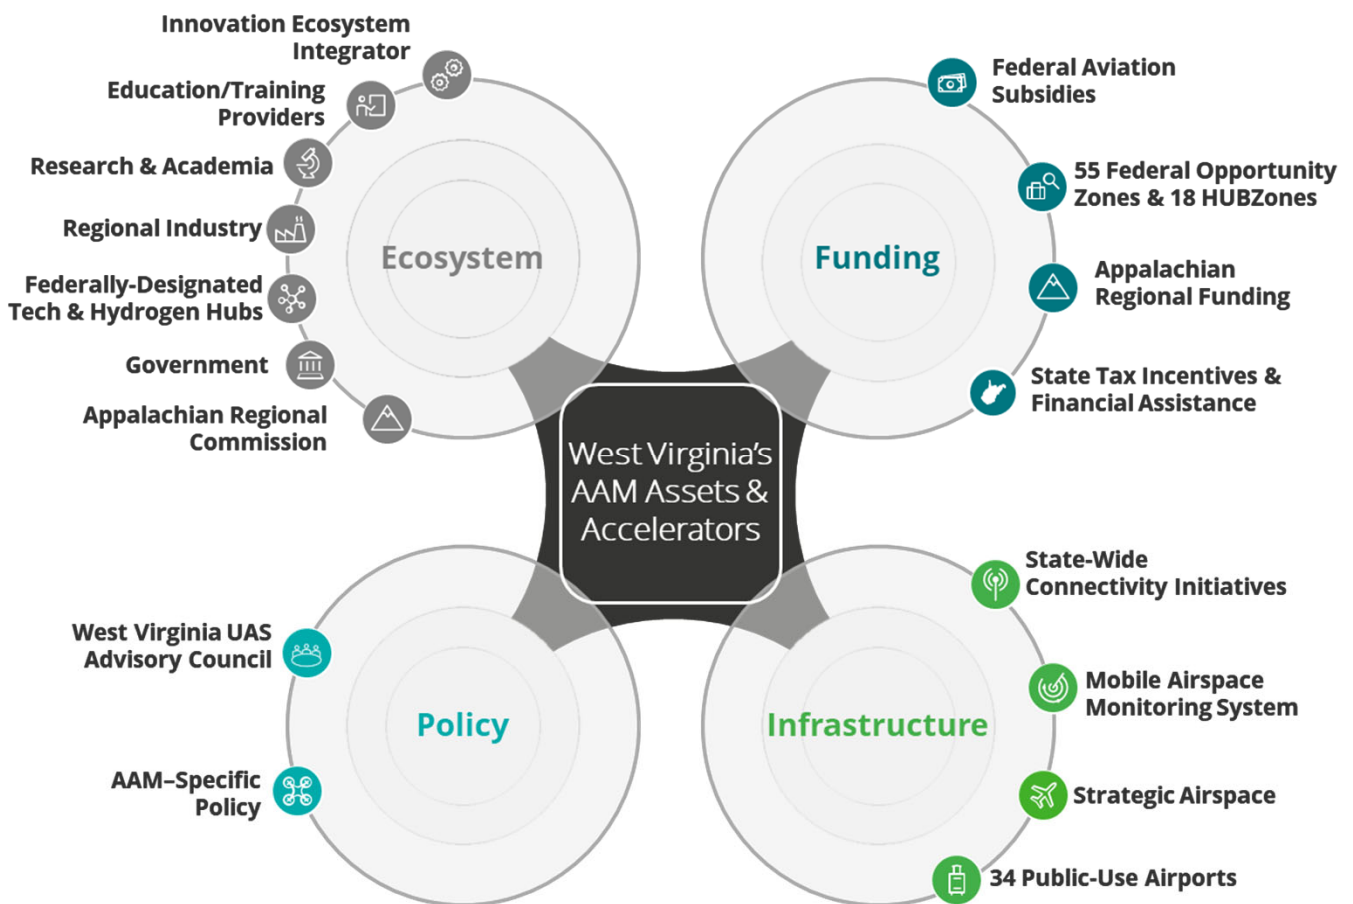 Innovation Ecosystem
Integrator
Education/Training
Providers
Research & Academia
Regional Industry
Federally-Designated
Tech & Hydrogen Hubs
Government
Appalachian Regional
Commission
Ecosystem
Federal Aviation
Subsidies
55 Federal Opportunity
Zones & 18 HUBZones
Appalachian
Regional Funding
State Tax Incentives &
Financial Assistance
Funding
West Virginia's
AAM Assets &
Accelerators
West Virginia UAS
Advisory Council
AAM–Specific
Policy
Policy
State-Wide
Connectivity Initiatives
Mobile Airspace
Monitoring System
Strategic Airspace
34 Public-Use Airports
Infrastructure